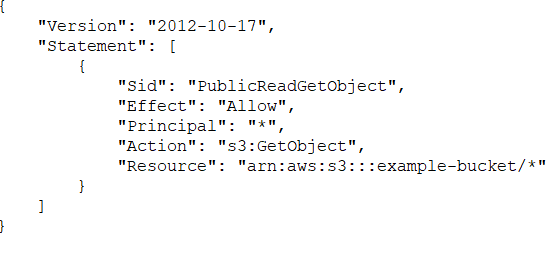 {
    "Version": "2012-10-17",
    "Statement": [
        {
            "Sid": "PublicReadGetObject",
            "Effect": "Allow",
            "Principal": "*",
            "Action": "s3:GetObject",
            "Resource": "arn:aws:s3:::example-bucket/*"
        }
    ]
}